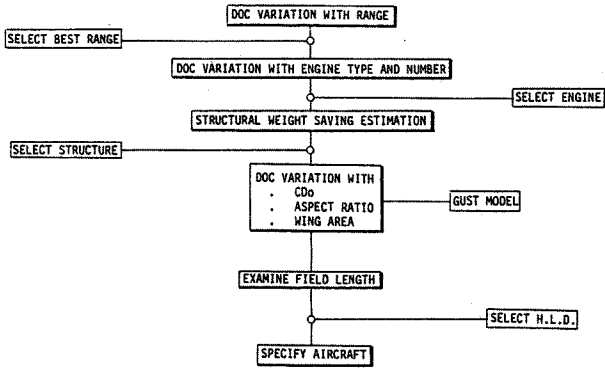 DOC VARIATION WITH RANGE
SELECT BEST RANGE
DOC VARIATION WITH ENGINE TYPE AND NUMBER
SELECT ENGINE
STRUCTURAL WEIGHT SAVING ESTIMATION
SELECT STRUCTURE
DOC VARIATION WITH
. CDo
. ASPECT RATIO
. WING AREA
GUST MODEL
EXAMINE FIELD LENGTH
SELECT H.L.D.
SPECIFY AIRCRAFT